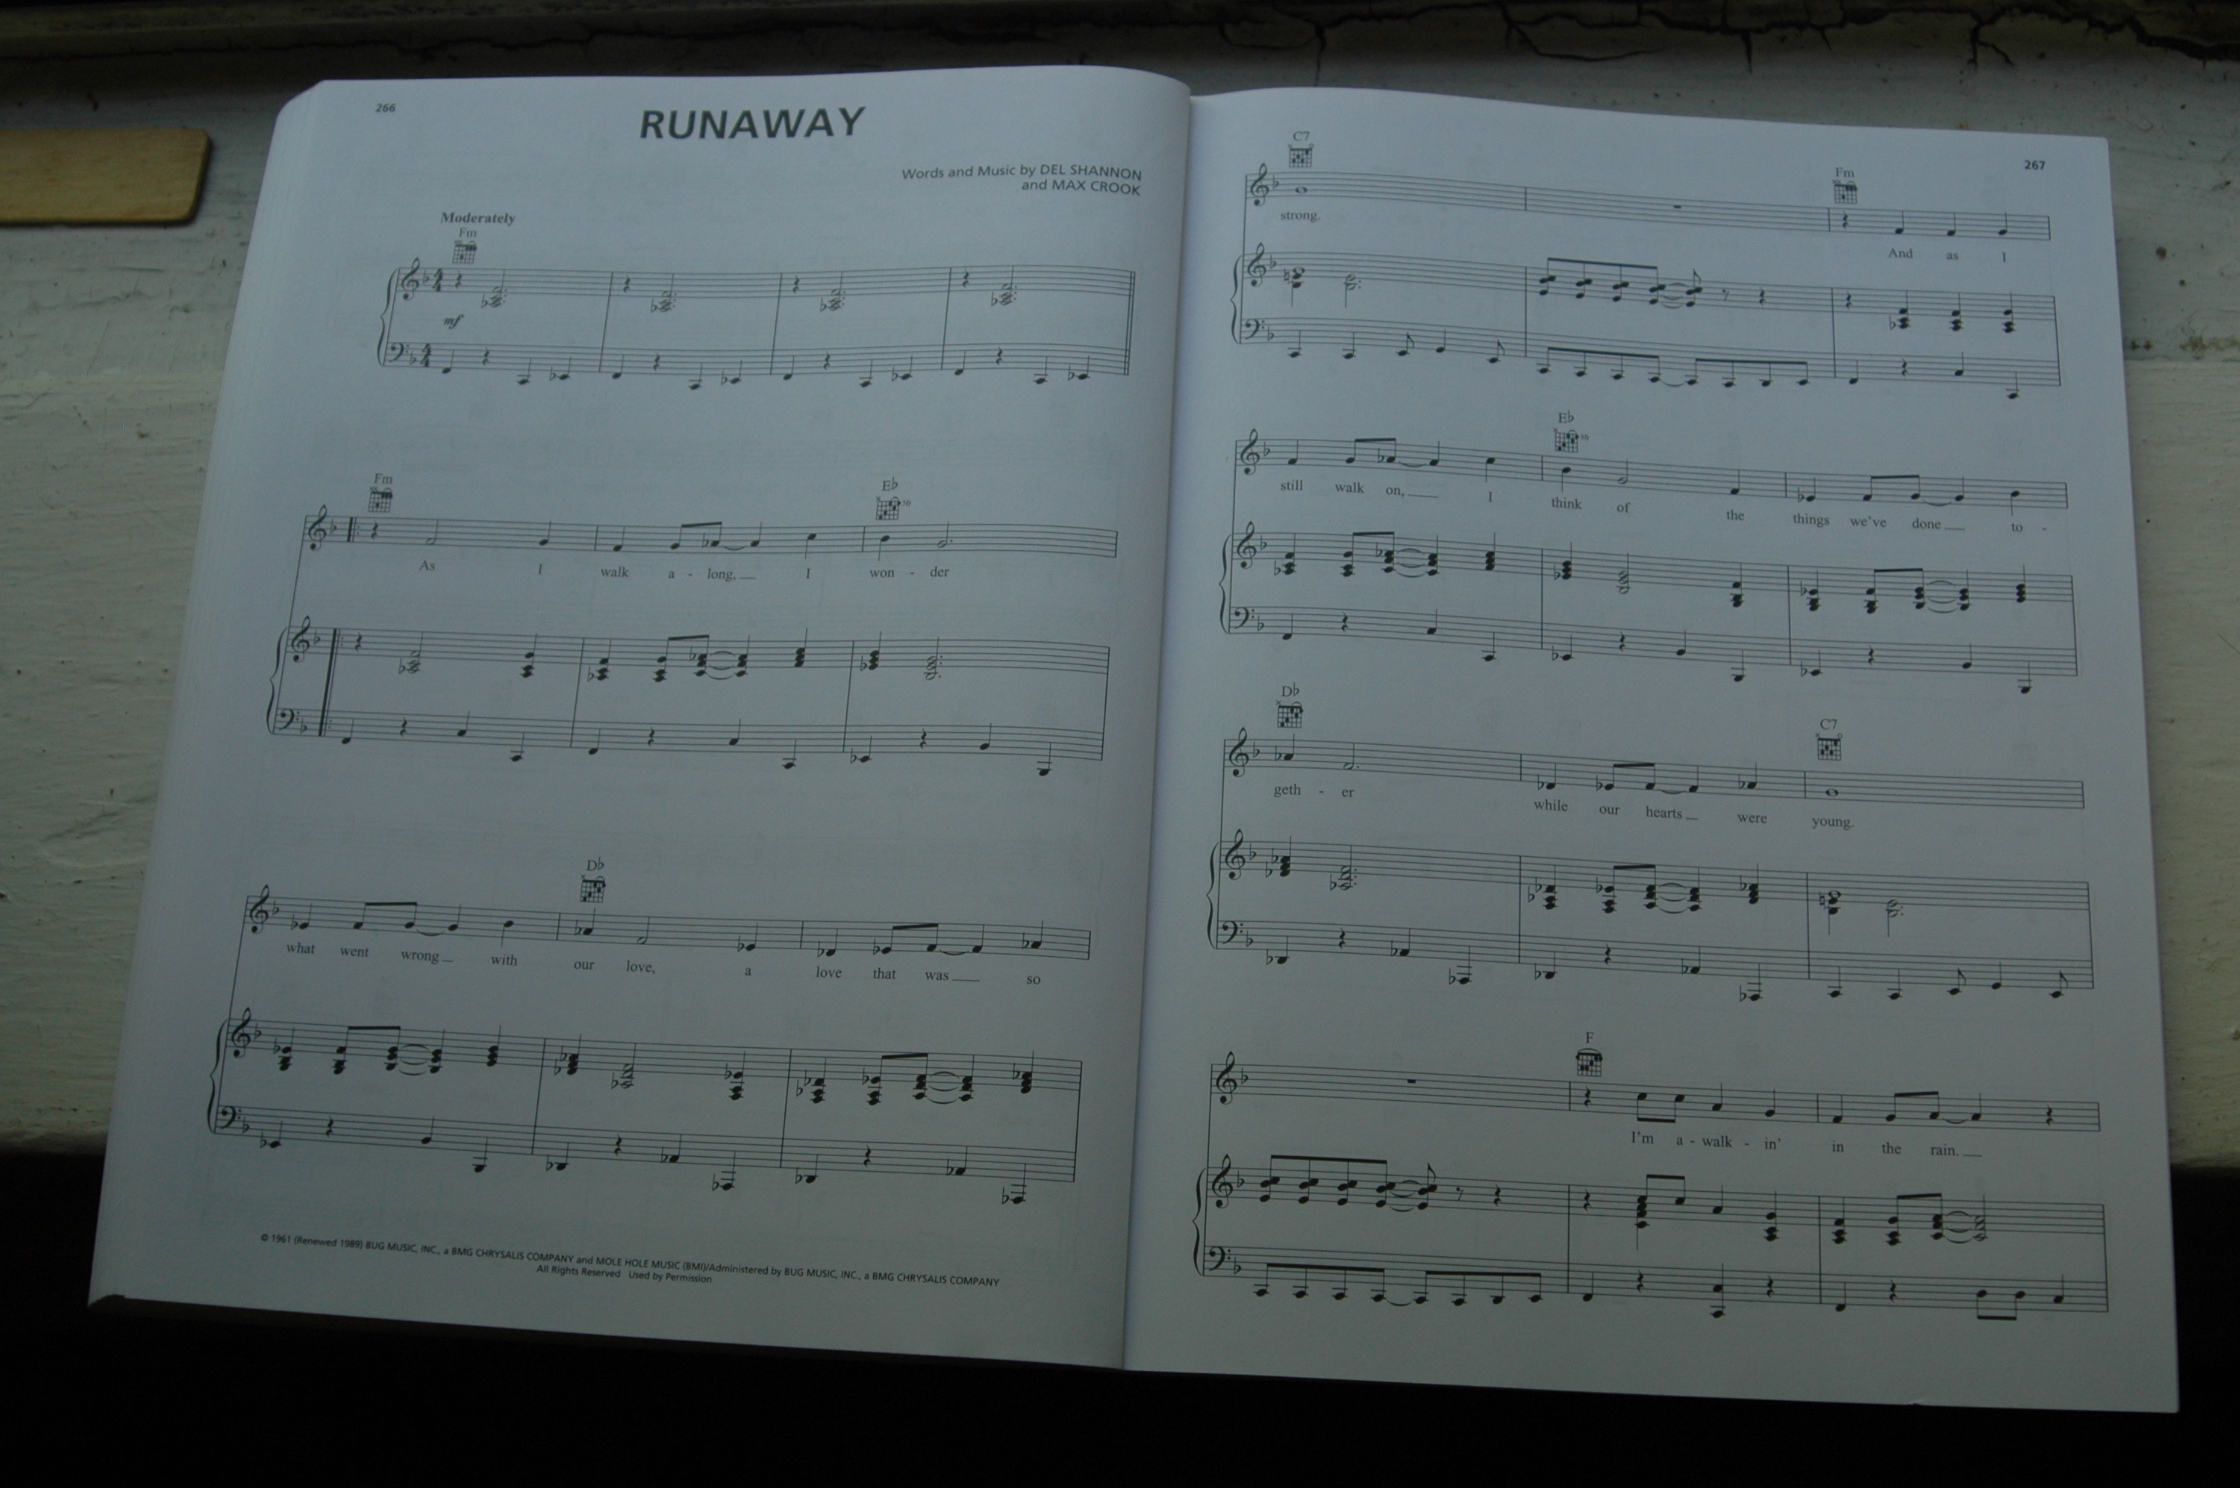 266
RUNAWAY
Words and Music by DEL SHANNON
and MAX CROOK
Moderately
Fm
mf
Fm E♭
As I walk a - long, I won - der
D♭
what went wrong with our love, a love that was so
© 1961 (Renewed 1989) BUG MUSIC, INC., a BMG CHRYSALIS COMPANY and MOLE HOLE MUSIC (BMI)/Administered by BUG MUSIC, INC., a BMG CHRYSALIS COMPANY
All Rights Reserved Used by Permission
267
C7 Fm
strong. And as I
E♭
still walk on, I think of the things we've done to -
D♭ C7
geth - er while our hearts were young.
F
I'm a - walk - in' in the rain.